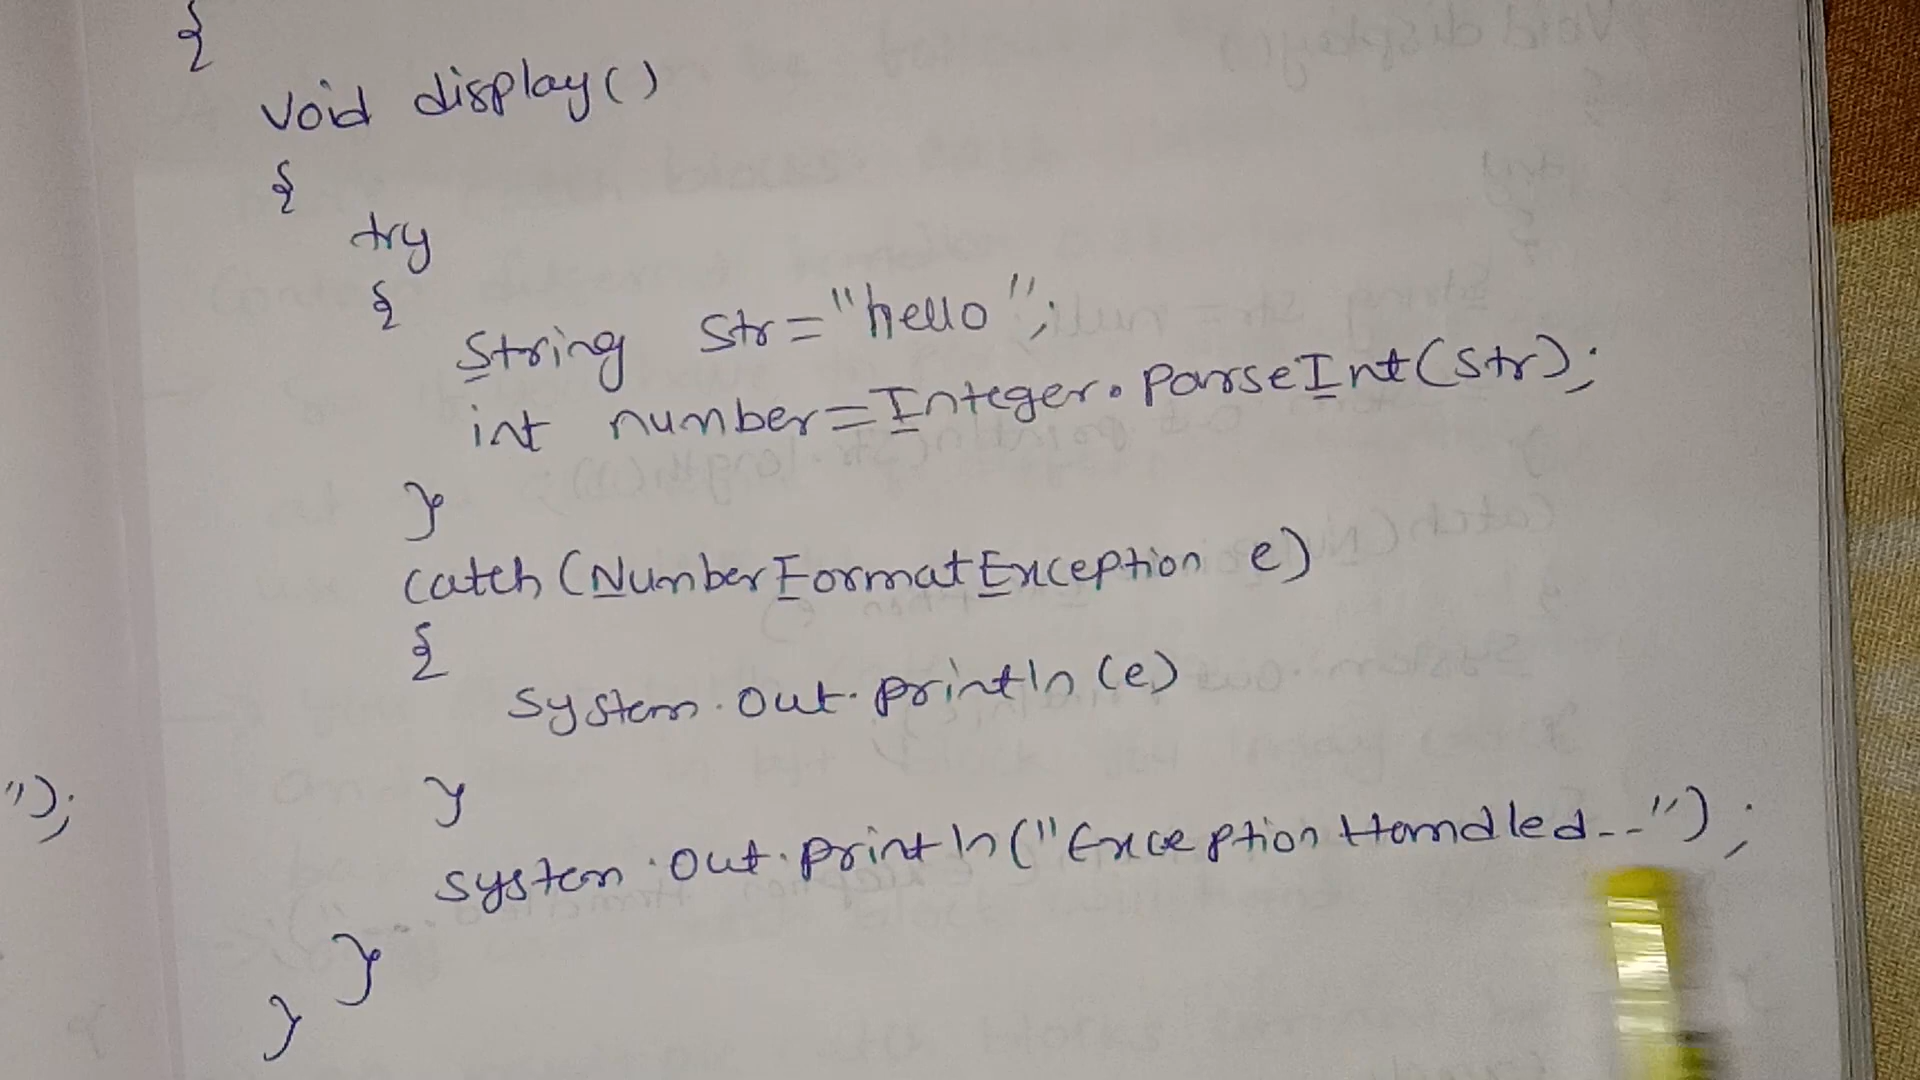 {
void display()
{
try
{
String str="hello";
int number=Integer.parseInt(str);
}
catch(NumberFormatException e)
{
System.out.println(e)
}
");
system.out.println("Exception Handled--");
}
}